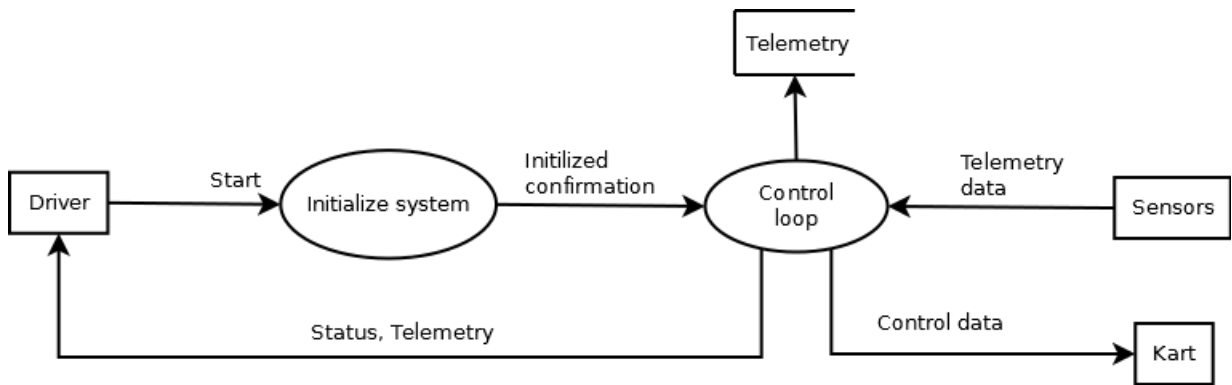 Telemetry
Initilized
confirmation
Telemetry
data
Start
Driver
Initialize system
Control
loop
Sensors
Status, Telemetry
Control data
Kart